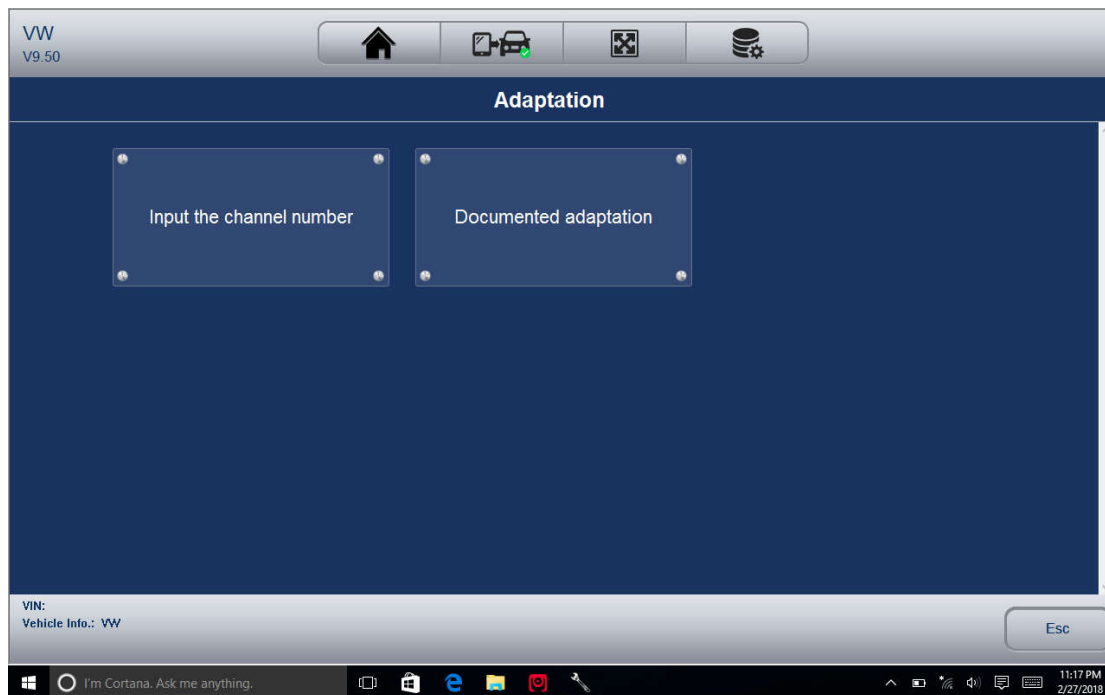 VW
V9.50
Adaptation
Input the channel number
Documented adaptation
VIN:
Vehicle Info.: VW
Esc
I'm Cortana. Ask me anything.
11:17 PM
2/27/2018